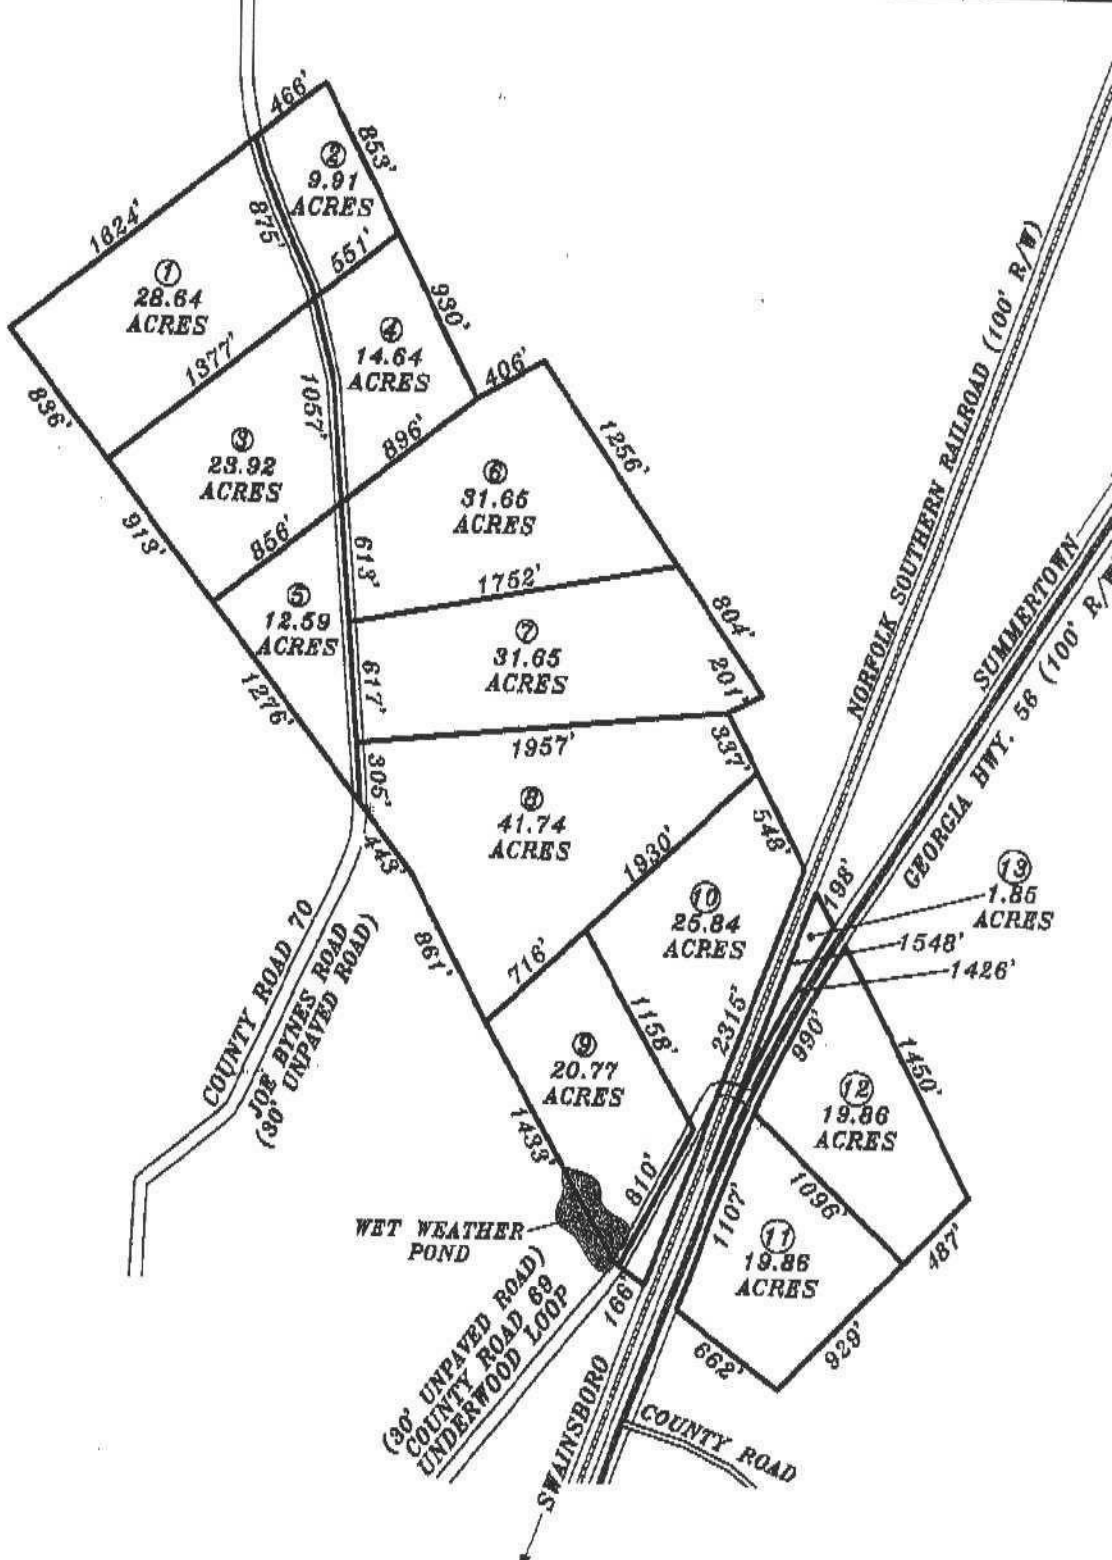 466'
853'
②
9.91
ACRES
1624'
875'
551'
①
28.64
ACRES
930'
④
14.64
ACRES
1377'
406'
836'
1057'
896'
1256'
③
23.92
ACRES
⑥
31.65
ACRES
913'
856'
613'
1752'
⑤
12.59
ACRES
804'
⑦
31.65
ACRES
201'
617'
1276'
1957'
337'
305'
⑧
41.74
ACRES
443'
548'
1930'
NORFOLK SOUTHERN RAILROAD (100' R/W)
SUMMERTOWN
GEORGIA HWY. 56 (100' R/W
198'
⑬
1.85
ACRES
1548'
1426'
⑩
25.84
ACRES
861'
716'
COUNTY ROAD 70
JOE BYNES ROAD
(30' UNPAVED ROAD)
2315'
1158'
990'
1450'
⑨
20.77
ACRES
⑫
19.86
ACRES
1433'
810'
1096'
1107'
WET WEATHER
POND
⑪
19.86
ACRES
487'
166'
(30' UNPAVED ROAD)
COUNTY ROAD 69
UNDERWOOD LOOP
662'
929'
SWAINSBORO
COUNTY ROAD